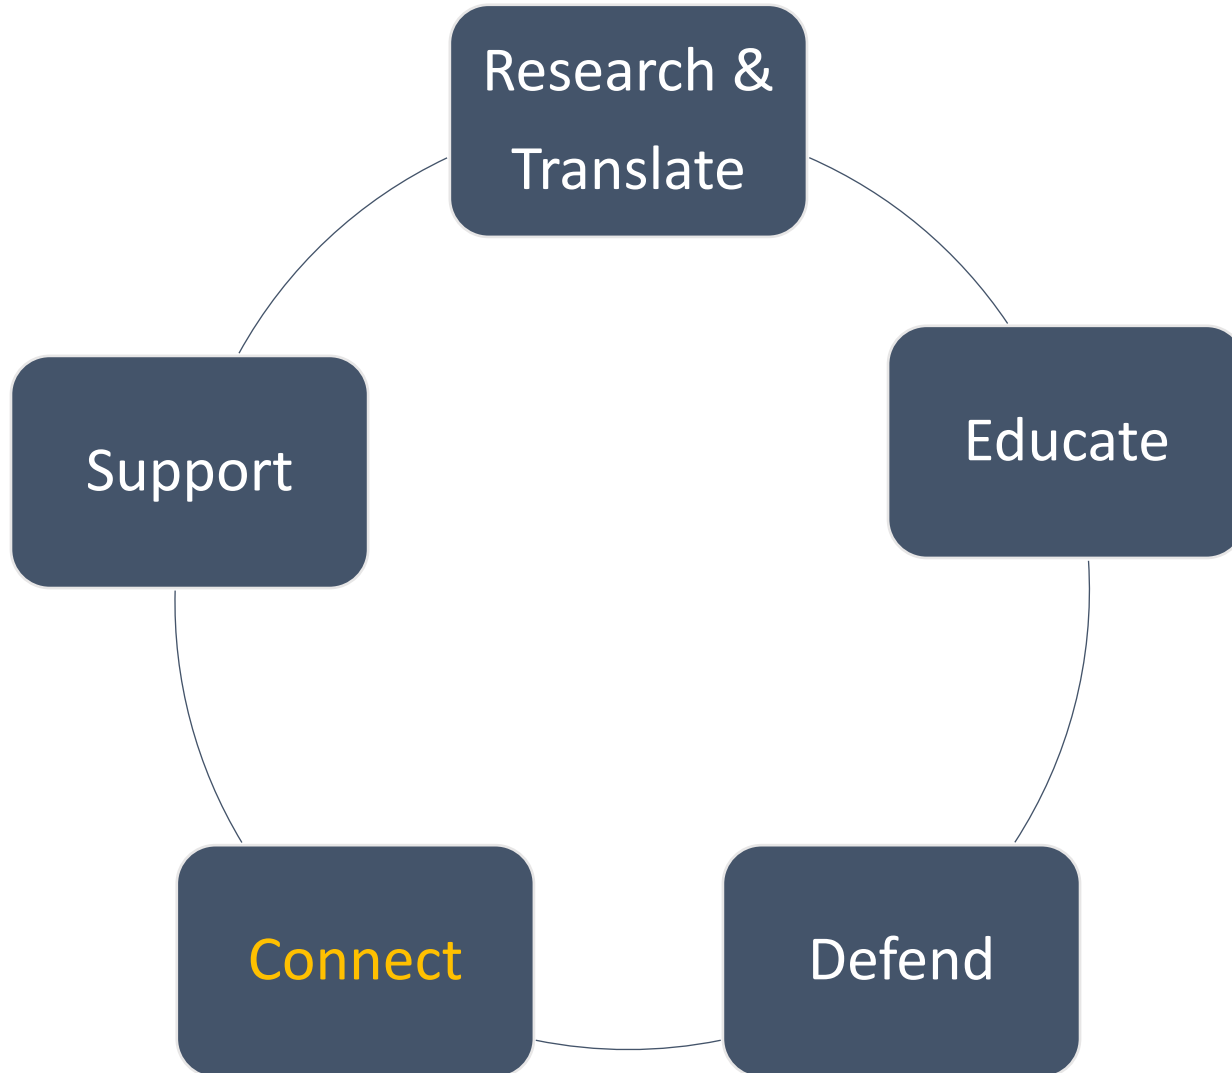 Research &
Translate
Educate
Support
Connect
Defend